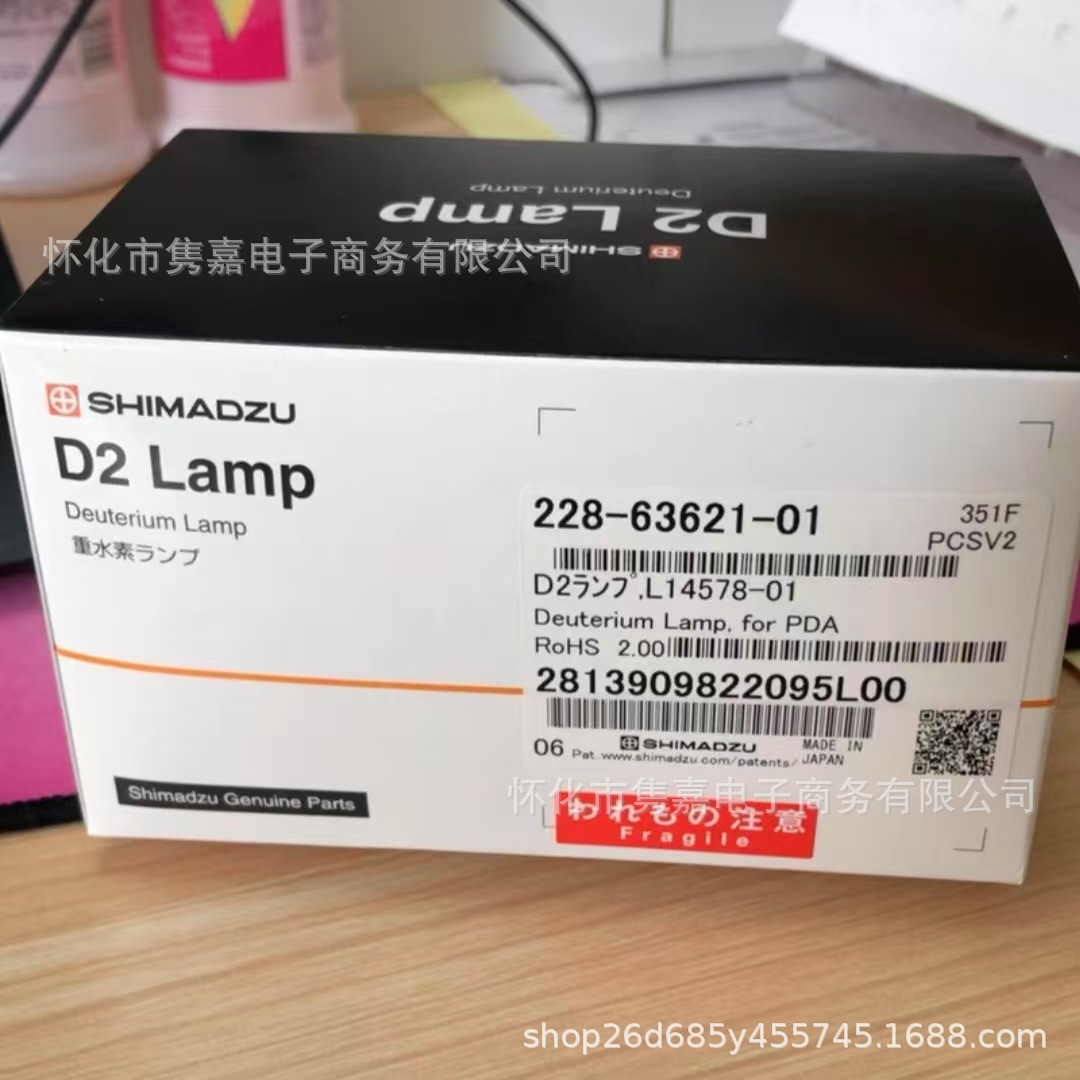 Deuterium Lamp
D2 Lamp
SHIMADZU
怀化市隽嘉电子商务有限公司
SHIMADZU
D2 Lamp
Deuterium Lamp
重水素ランプ
228-63621-01
351F
PCSV2
D2ランプ,L14578-01
Deuterium Lamp, for PDA
RoHS 2.00
2813909822095L00
06
SHIMADZU
MADE IN
JAPAN
Pat. www.shimadzu.com/patents/
Shimadzu Genuine Parts
怀化市隽嘉电子商务有限公司
われもの注意
Fragile
shop26d685y455745.1688.com